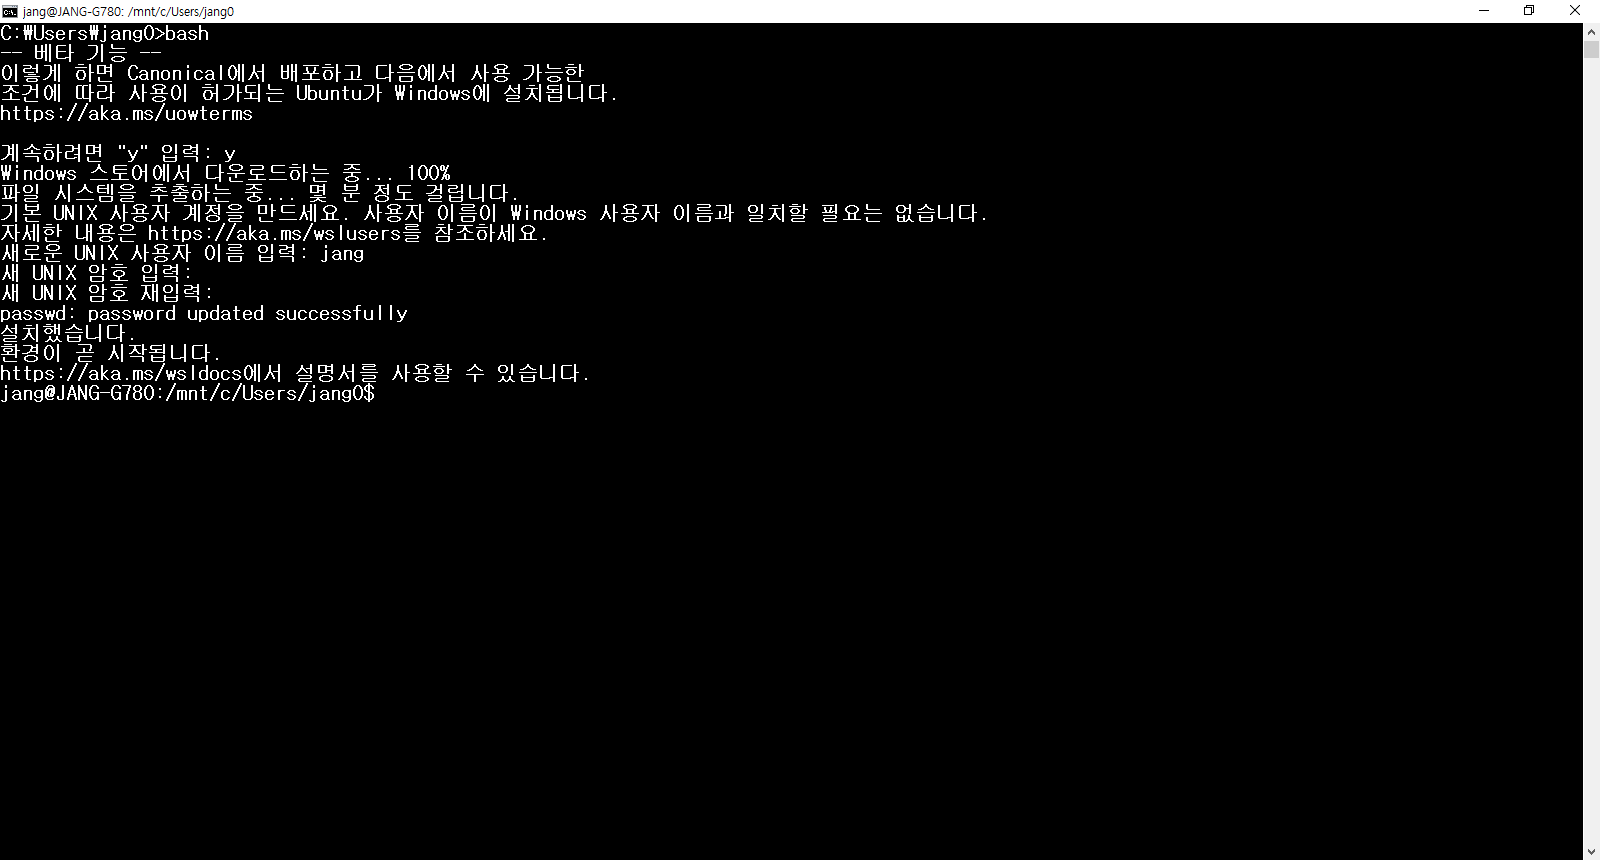 jang@JANG-G780: /mnt/c/Users/jang0
C:₩Users₩jang0>bash
-- 베타 기능 --
이렇게 하면 Canonical에서 배포하고 다음에서 사용 가능한
조건에 따라 사용이 허가되는 Ubuntu가 Windows에 설치됩니다.
https://aka.ms/uowterms
계속하려면 "y" 입력: y
Windows 스토어에서 다운로드하는 중... 100%
파일 시스템을 추출하는 중... 몇 분 정도 걸립니다.
기본 UNIX 사용자 계정을 만드세요. 사용자 이름이 Windows 사용자 이름과 일치할 필요는 없습니다.
자세한 내용은 https://aka.ms/wslusers를 참조하세요.
새로운 UNIX 사용자 이름 입력: jang
새 UNIX 암호 입력:
새 UNIX 암호 재입력:
passwd: password updated successfully
설치했습니다.
환경이 곧 시작됩니다.
https://aka.ms/wsldocs에서 설명서를 사용할 수 있습니다.
jang@JANG-G780:/mnt/c/Users/jang0$